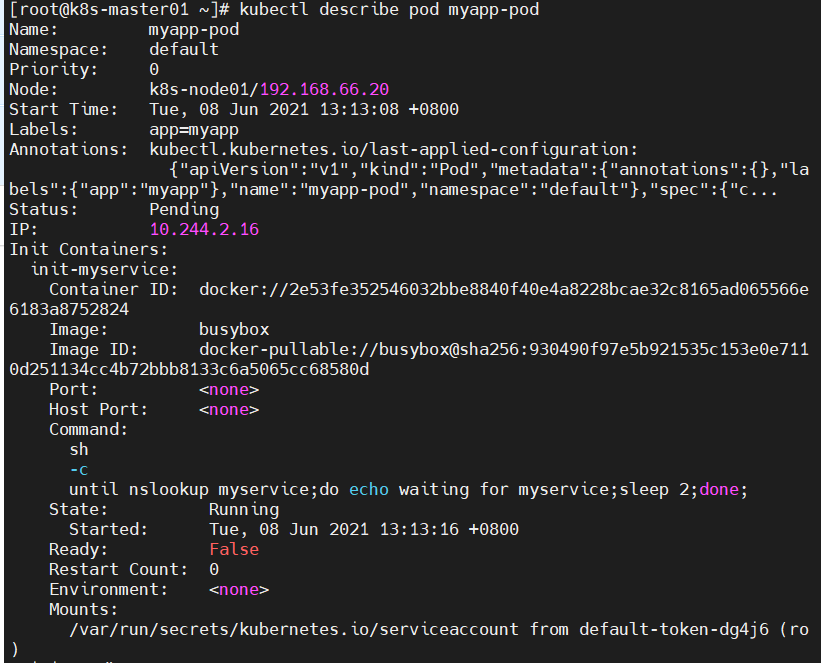 [root@k8s-master01 ~]# kubectl describe pod myapp-pod
Name:         myapp-pod
Namespace:    default
Priority:     0
Node:         k8s-node01/192.168.66.20
Start Time:   Tue, 08 Jun 2021 13:13:08 +0800
Labels:       app=myapp
Annotations:  kubectl.kubernetes.io/last-applied-configuration:
                {"apiVersion":"v1","kind":"Pod","metadata":{"annotations":{},"la
bels":{"app":"myapp"},"name":"myapp-pod","namespace":"default"},"spec":{"c...
Status:       Pending
IP:           10.244.2.16
Init Containers:
  init-myservice:
    Container ID:  docker://2e53fe352546032bbe8840f40e4a8228bcae32c8165ad065566e
6183a8752824
    Image:         busybox
    Image ID:      docker-pullable://busybox@sha256:930490f97e5b921535c153e0e711
0d251134cc4b72bbb8133c6a5065cc68580d
    Port:          <none>
    Host Port:     <none>
    Command:
      sh
      -c
      until nslookup myservice;do echo waiting for myservice;sleep 2;done;
    State:          Running
      Started:      Tue, 08 Jun 2021 13:13:16 +0800
    Ready:          False
    Restart Count:  0
    Environment:    <none>
    Mounts:
      /var/run/secrets/kubernetes.io/serviceaccount from default-token-dg4j6 (ro
)